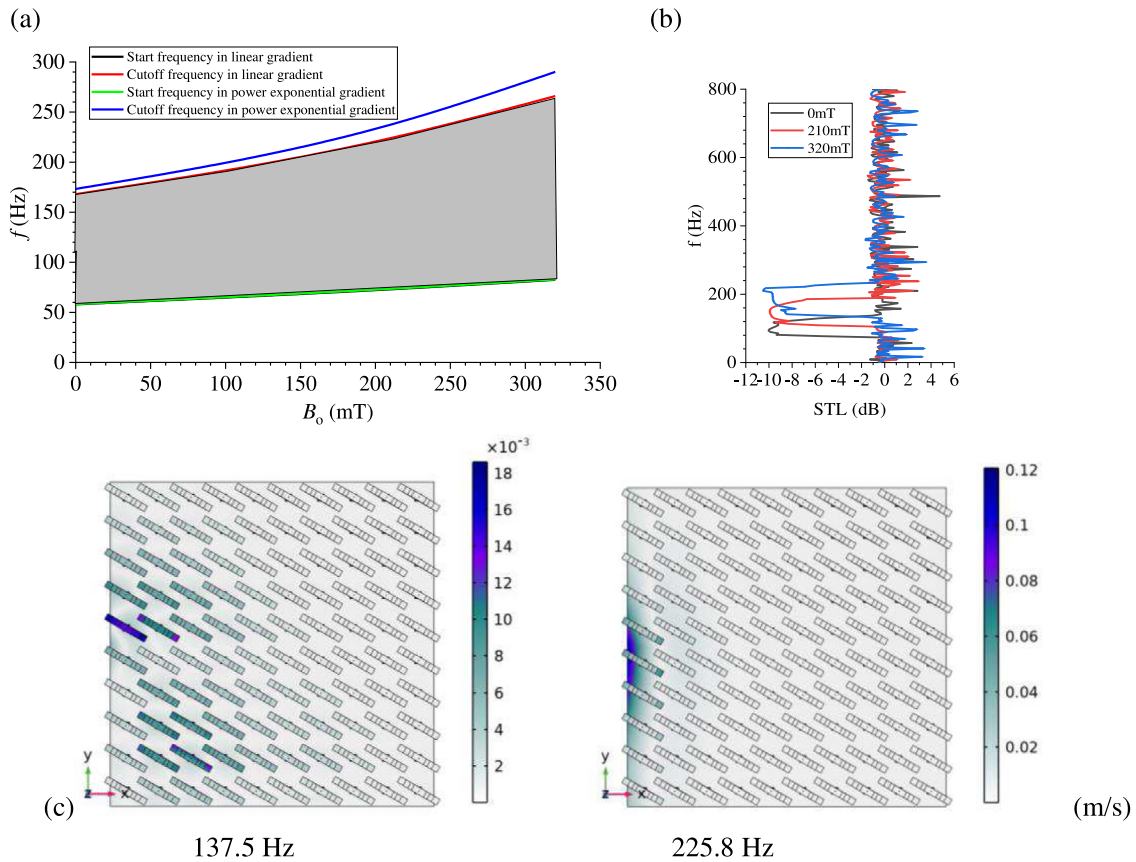 (a)
Start frequency in linear gradient
Cutoff frequency in linear gradient
Start frequency in power exponential gradient
Cutoff frequency in power exponential gradient
300
250
200
150
100
50
0
f (Hz)
0 50 100 150 200 250 300 350
B₀ (mT)
(b)
0mT
210mT
320mT
800
600
400
200
0
f (Hz)
-12 -10 -8 -6 -4 -2 0 2 4 6
STL (dB)
×10⁻³
18
16
14
12
10
8
6
4
2
y
z x
(c)
137.5 Hz
0.12
0.1
0.08
0.06
0.04
0.02
y
z x
(m/s)
225.8 Hz